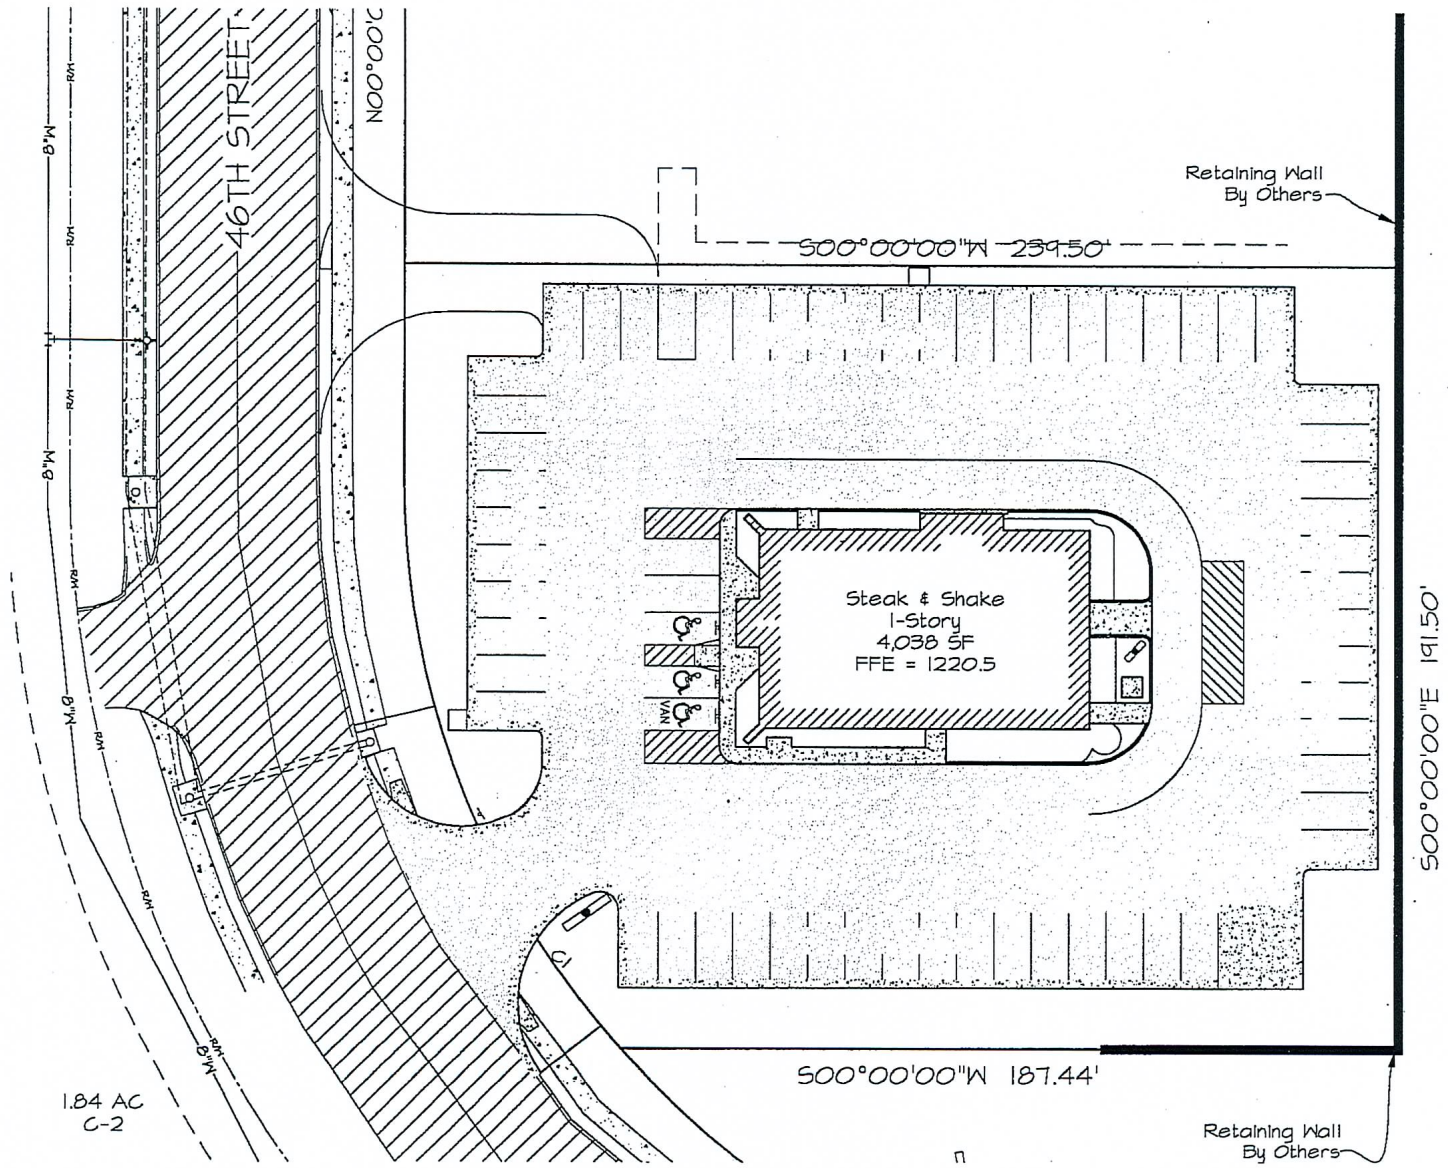 46TH STREET
N00°00'0
8"W
R/W
R/W
R/W
8"W
R/W
R/W
8"W
R/W
R/W
R/W
8"W
1.84 AC
C-2
Retaining Wall
By Others
S00°00'00"W 239.50'
Steak & Shake
1-Story
4,038 SF
FFE = 1220.5
VAN
S00°00'00"E 191.50'
S00°00'00"W 187.44'
Retaining Wall
By Others